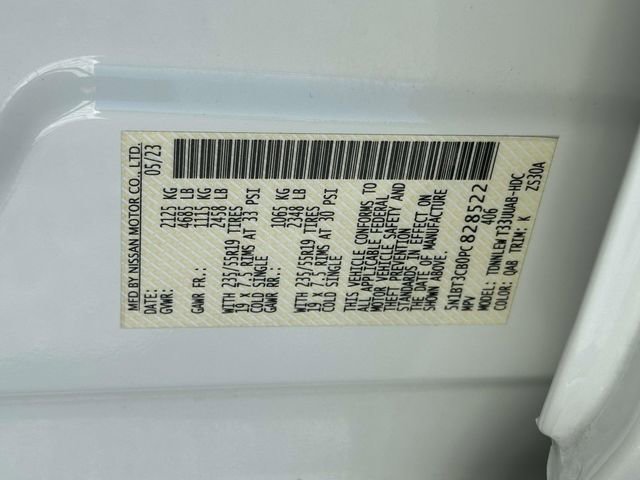 MFD BY NISSAN MOTOR CO., LTD.
DATE: 05/23
GVWR: 2125 KG
4685 LB
GAWR FR: 1115 KG
2458 LB
WITH 235/55R19 TIRES
19 x 7.5 RIMS AT 33 PSI
COLD SINGLE
GAWR RR: 1065 KG
2348 LB
WITH 235/55R19 TIRES
19 x 7.5 RIMS AT 30 PSI
COLD SINGLE
THIS VEHICLE CONFORMS TO
ALL APPLICABLE FEDERAL
MOTOR VEHICLE SAFETY AND
THEFT PREVENTION
STANDARDS IN EFFECT ON
THE DATE OF MANUFACTURE
SHOWN ABOVE.
5N1BT3CB0PC828522
MPV 406
MODEL: TDNNLEW T33UUAB-HDC
COLOR: QAB TRIM: K ZS30A